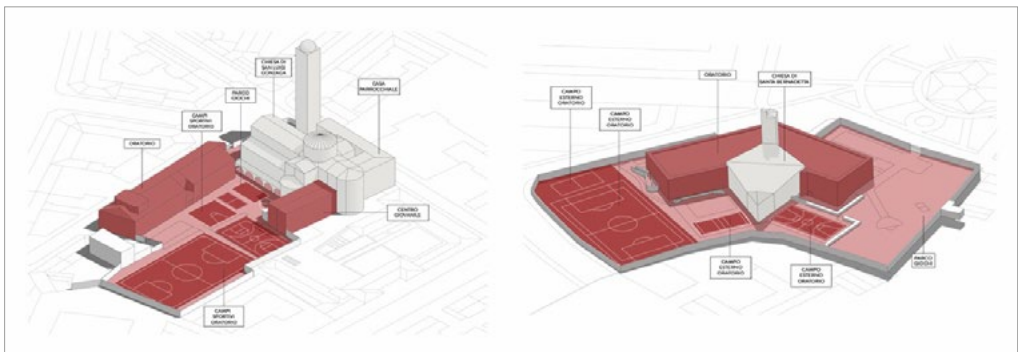 CHIESA DI
SAN LUIGI
GONZAGA
CASA
PARROCCHIALE
PARCO
GIOCHI
CAMPI
SPORTIVI
ORATORIO
ORATORIO
CENTRO
GIOVANILE
CAMPI
SPORTIVI
ORATORIO
ORATORIO
CHIESA DI
SANTA BERNADETTA
CAMPO
ESTERNO
ORATORIO
CAMPO
ESTERNO
ORATORIO
CAMPO
ESTERNO
ORATORIO
CAMPO
ESTERNO
ORATORIO
PARCO
GIOCHI